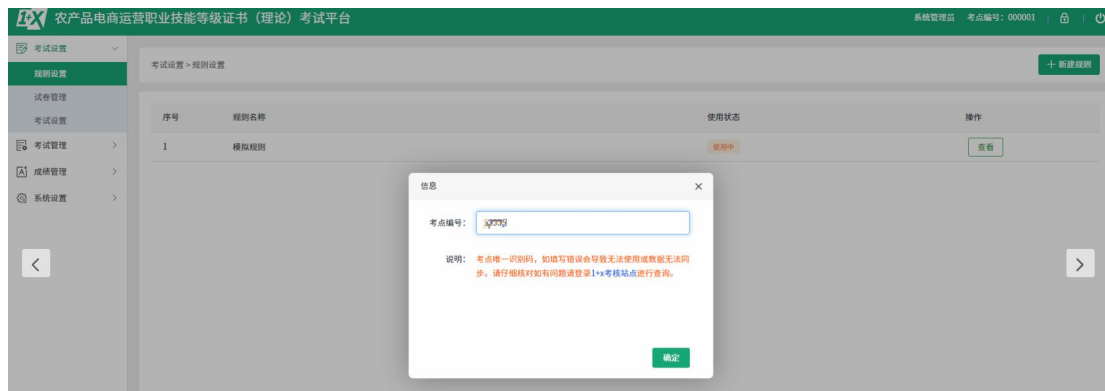 1+X 农产品电商运营职业技能等级证书（理论）考试平台
系统管理员 考点编号：000001
考试设置
规则设置
试卷管理
考试设置
考试管理
成绩管理
系统设置
考试设置 > 规则设置
＋ 新建规则
序号 规则名称 使用状态 操作
1 模拟规则 使用中 查看
信息
考点编号：
说明： 考点唯一识别码，如填写错误会导致无法使用或数据无法同
步。请仔细核对如有问题请登录1+x考核站点进行查询。
确定